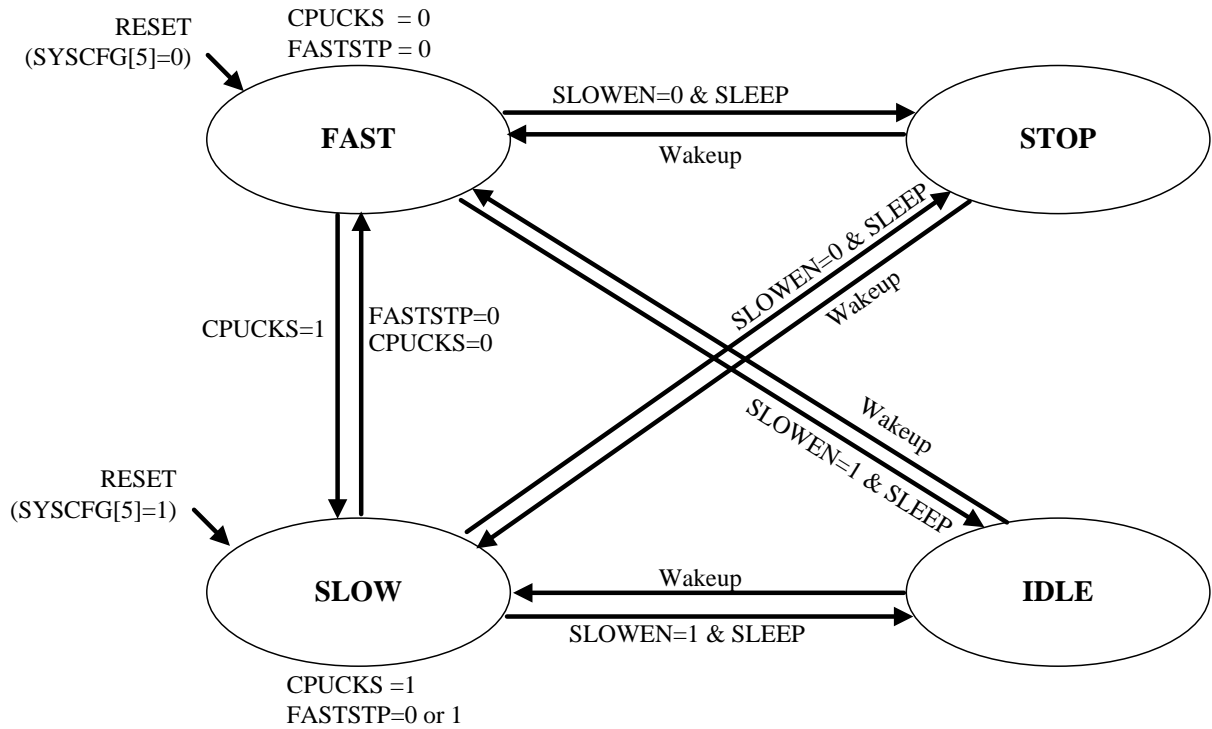 RESET
(SYSCFG[5]=0)
CPUCKS = 0
FASTSTP = 0
FAST
SLOWEN=0 & SLEEP
Wakeup
STOP
SLOWEN=0 & SLEEP
Wakeup
CPUCKS=1
FASTSTP=0
CPUCKS=0
Wakeup
SLOWEN=1 & SLEEP
RESET
(SYSCFG[5]=1)
SLOW
Wakeup
SLOWEN=1 & SLEEP
IDLE
CPUCKS =1
FASTSTP=0 or 1